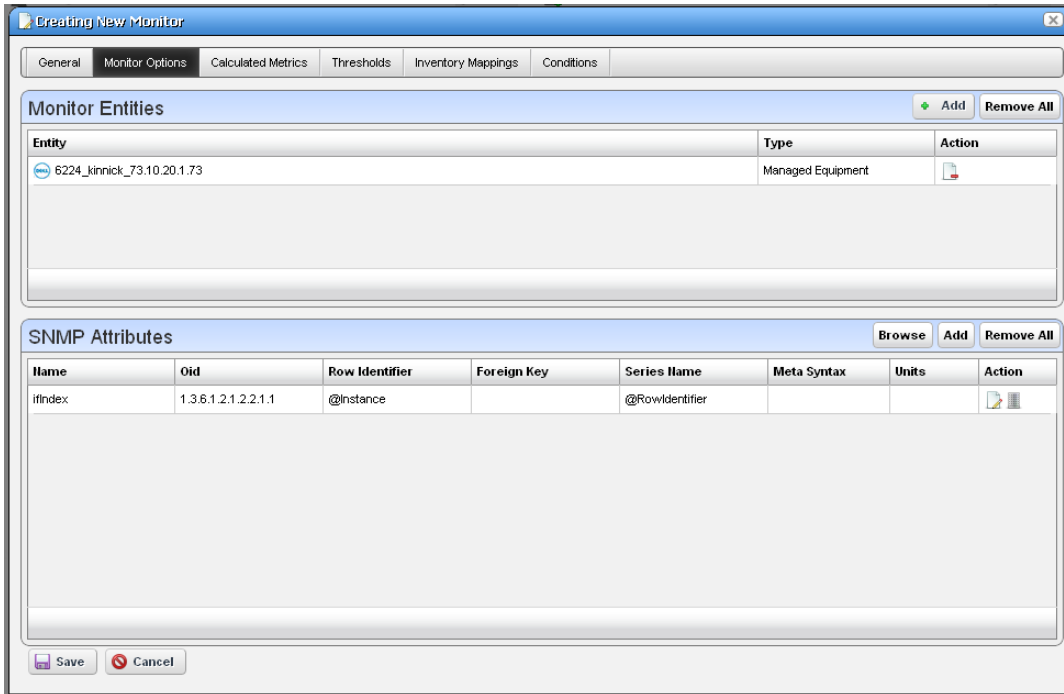 Creating New Monitor
General Monitor Options Calculated Metrics Thresholds Inventory Mappings Conditions
Monitor Entities Add Remove All
Entity Type Action
DELL 6224_kinnick_73.10.20.1.73 Managed Equipment
SNMP Attributes Browse Add Remove All
Name Oid Row Identifier Foreign Key Series Name Meta Syntax Units Action
ifIndex 1.3.6.1.2.1.2.2.1.1 @Instance @RowIdentifier
Save Cancel